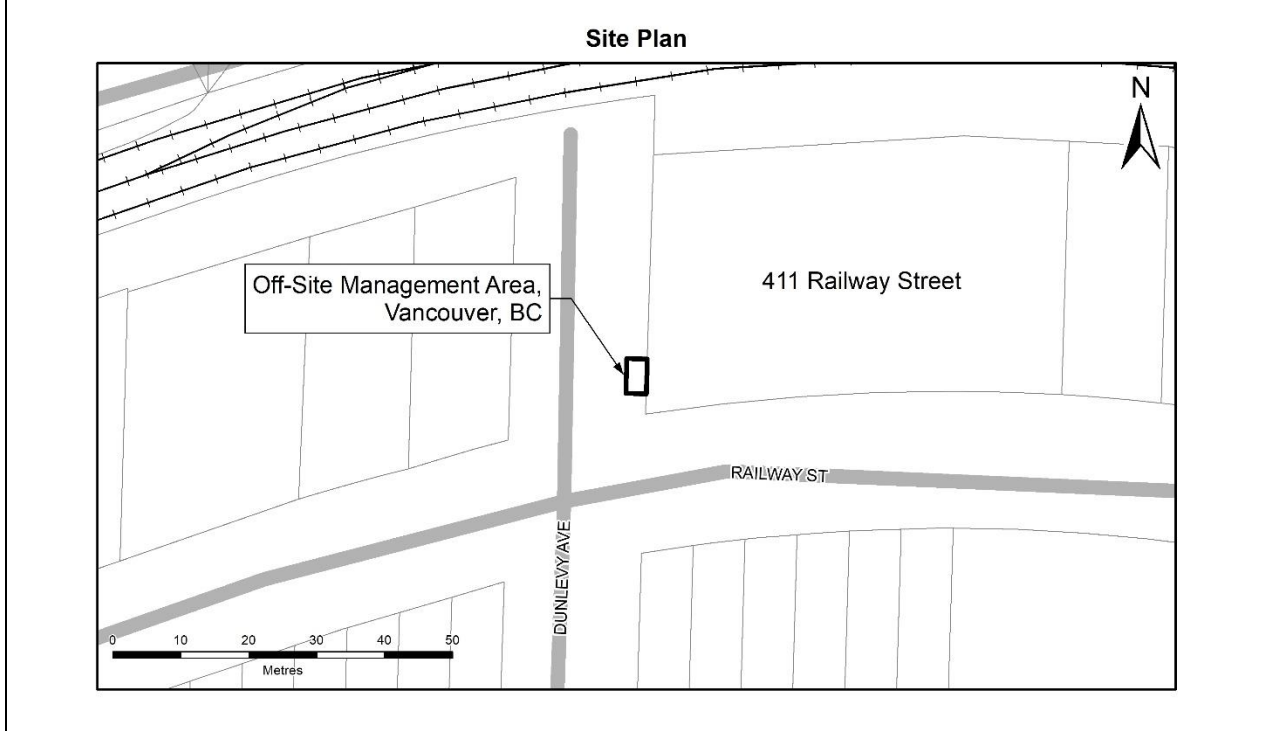 Site Plan
N
411 Railway Street
Off-Site Management Area,
Vancouver, BC
RAILWAY ST
DUNLEVY AVE
0 10 20 30 40 50
Metres